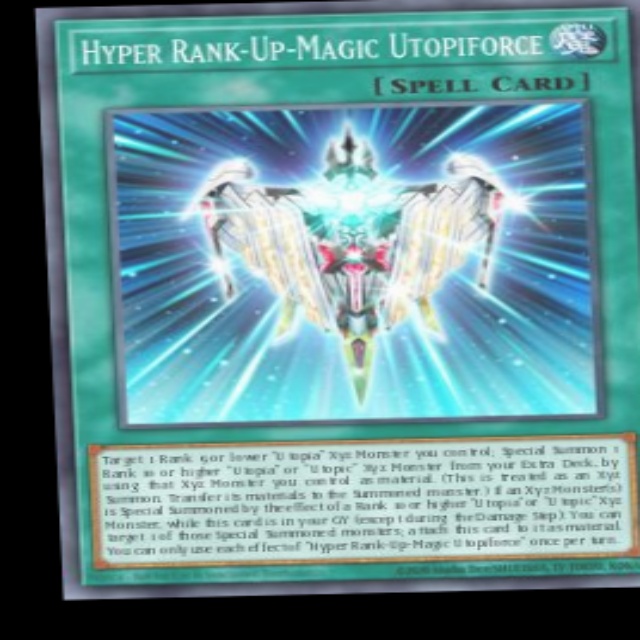 Hyper Rank-Up-Magic Utopiforce
[Spell Card]
Target 1 Rank 9 or lower "Utopia" Xyz Monster you control; Special Summon 1
Rank 10 or higher "Utopia" or "Utopic" Xyz Monster from your Extra Deck, by
using that Xyz Monster you control as material. (This is treated as an Xyz
Summon. Transfer its materials to the Summoned monster.) If an Xyz Monster(s)
is Special Summoned by the effect of a Rank 10 or higher "Utopia" or "Utopic" Xyz
Monster, while this card is in your GY (except during the Damage Step): You can
target 1 of those Special Summoned monsters; attach this card to it as material.
You can only use each effect of "Hyper Rank-Up-Magic Utopiforce" once per turn.